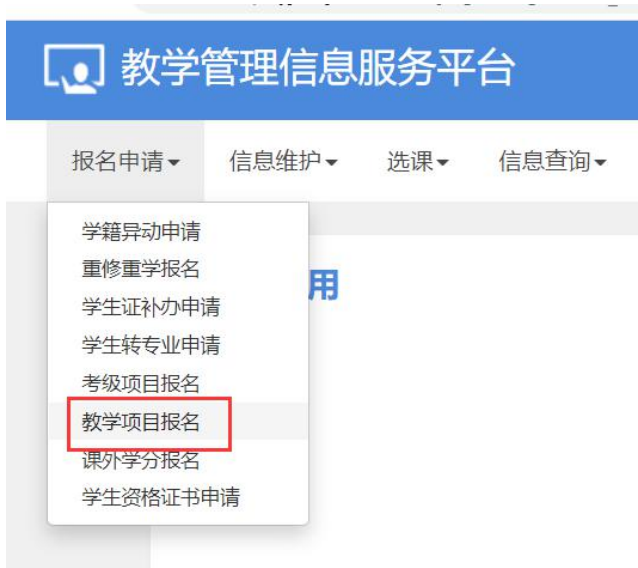 教学管理信息服务平台
报名申请 信息维护 选课 信息查询
学籍异动申请
重修重学报名
用
学生证补办申请
学生转专业申请
考级项目报名
教学项目报名
课外学分报名
学生资格证书申请